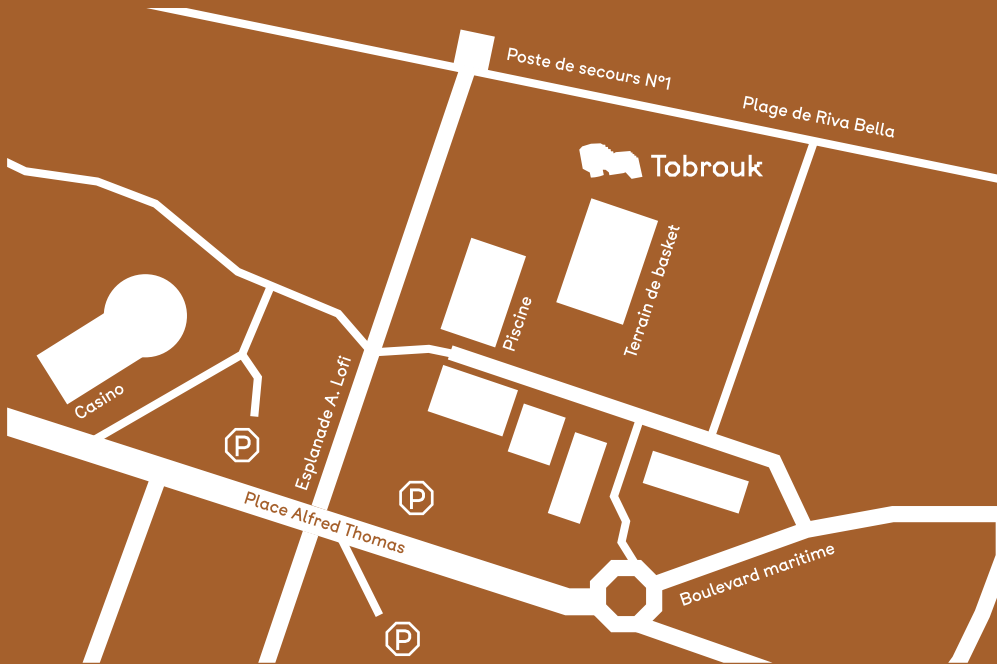 Poste de secours N°1
Plage de Riva Bella
Tobrouk
Terrain de basket
Piscine
Esplanade A. Lofi
Casino
P
P
Place Alfred Thomas
Boulevard maritime
P